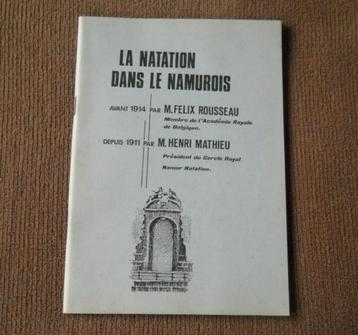 LA NATATION
DANS LE NAMUROIS
AVANT 1914 PAR M. FELIX ROUSSEAU
Membre de l'Académie Royale
de Belgique.
DEPUIS 1911 PAR M. HENRI MATHIEU
Président du Cercle Royal
Namur Natation.